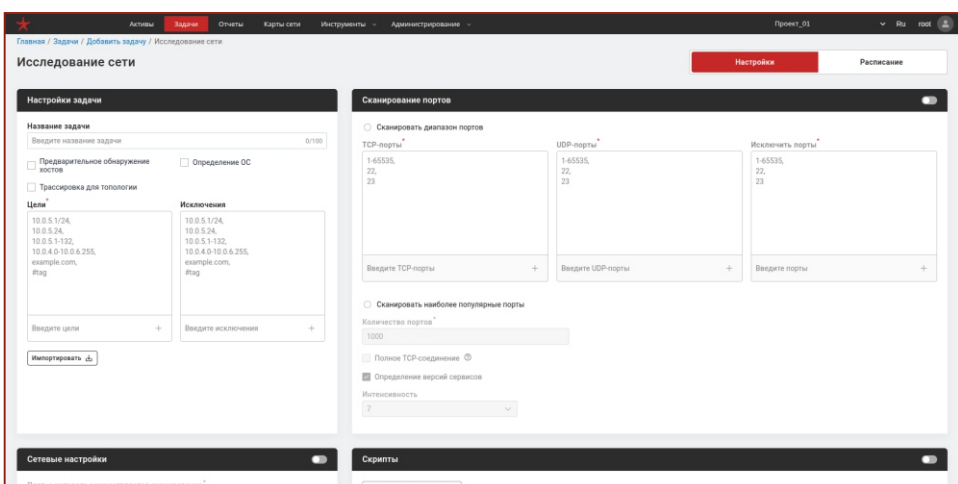 Активы Задачи Отчеты Карты сети Инструменты Администрирование Проект_01 Ru root
Главная / Задачи / Добавить задачу / Исследование сети
Исследование сети
Настройки Расписание
Настройки задачи
Название задачи
Введите название задачи 0/100
Предварительное обнаружение хостов
Определение ОС
Трассировка для топологии
Цели*
10.0.5.1/24,
10.0.5.24,
10.0.5.1-132,
10.0.4.0-10.0.6.255,
example.com,
#tag
Введите цели +
Исключения
10.0.5.1/24,
10.0.5.24,
10.0.5.1-132,
10.0.4.0-10.0.6.255,
example.com,
#tag
Введите исключения +
Импортировать
Сканирование портов
Сканировать диапазон портов
TCP-порты*
1-65535,
22,
23
Введите TCP-порты +
UDP-порты*
1-65535,
22,
23
Введите UDP-порты +
Исключить порты*
1-65535,
22,
23
Введите порты +
Сканировать наиболее популярные порты
Количество портов*
1000
Полное TCP-соединение
Определение версий сервисов
Интенсивность
7
Сетевые настройки
Скрипты